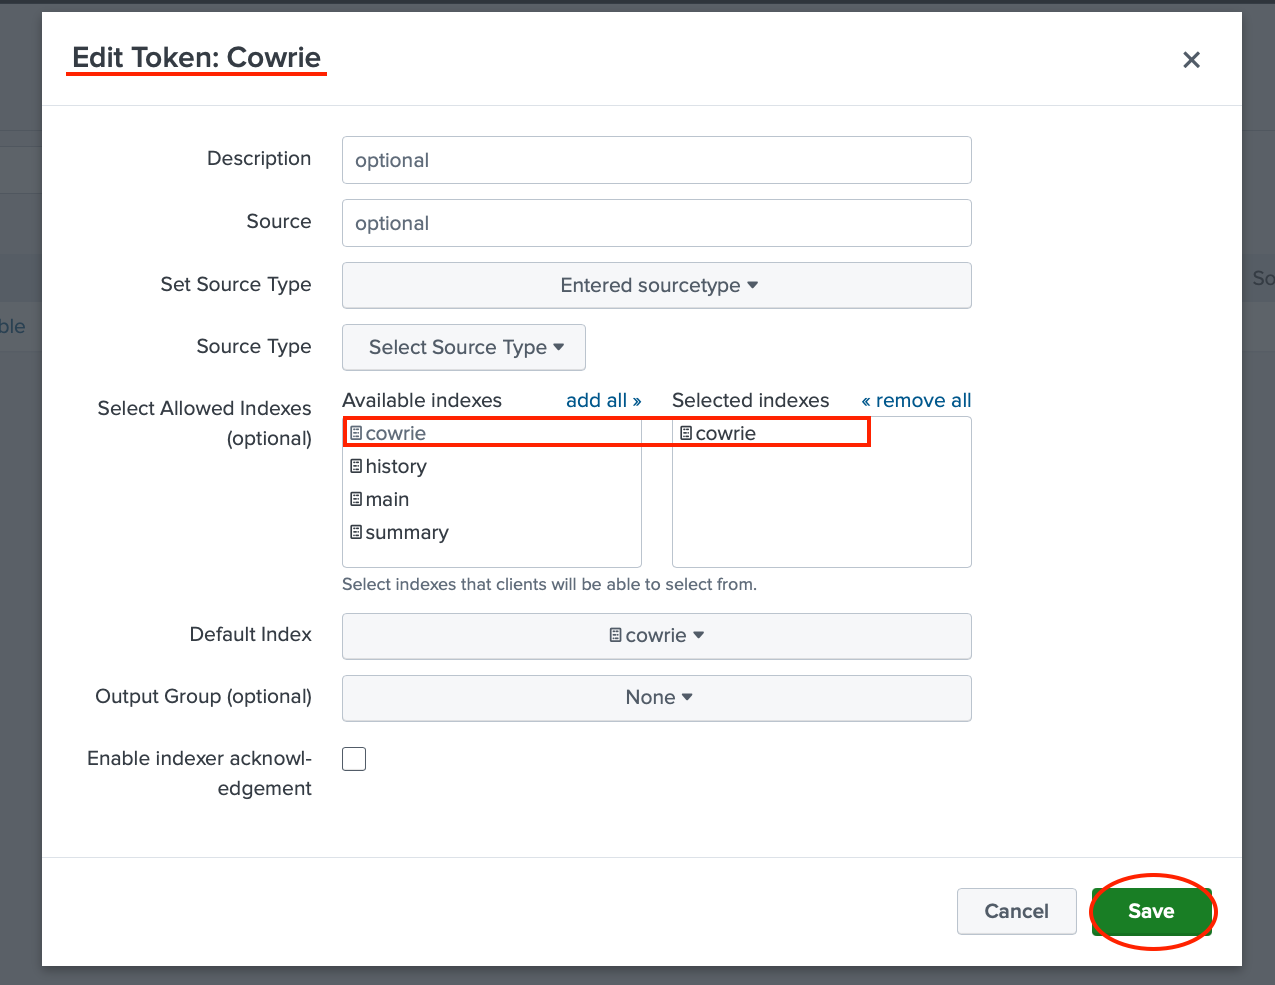 Edit Token: Cowrie
×
Description
optional
Source
optional
So
Set Source Type
Entered sourcetype
ble
Source Type
Select Source Type
Select Allowed Indexes
(optional)
Available indexes
add all »
Selected indexes
« remove all
cowrie
history
main
summary
cowrie
Select indexes that clients will be able to select from.
Default Index
cowrie
Output Group (optional)
None
Enable indexer acknowl-
edgement
Cancel
Save